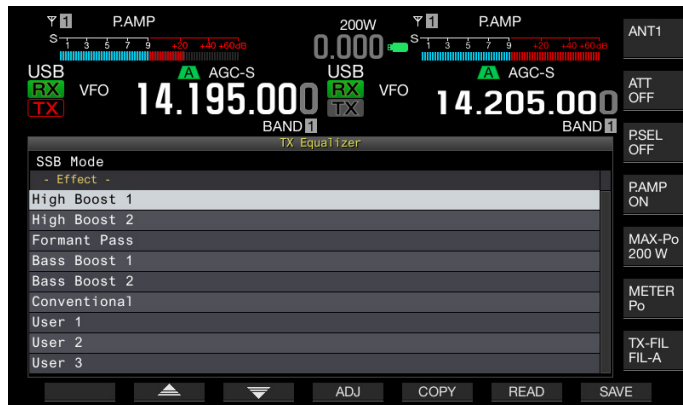 1 P.AMP 200W 1 P.AMP ANT1
S 1 3 5 7 9 +20 +40 +60dB 0.000 S 1 3 5 7 9 +20 +40 +60dB
USB A AGC-S USB A AGC-S ATT
RX VFO 14.195.000 RX VFO 14.205.000 OFF
TX TX
BAND 1 BAND 1 P.SEL
TX Equalizer OFF
SSB Mode
- Effect - P.AMP
High Boost 1 ON
High Boost 2
Formant Pass MAX-Po
Bass Boost 1 200 W
Bass Boost 2
Conventional METER
User 1 Po
User 2 TX-FIL
User 3 FIL-A
ADJ COPY READ SAVE